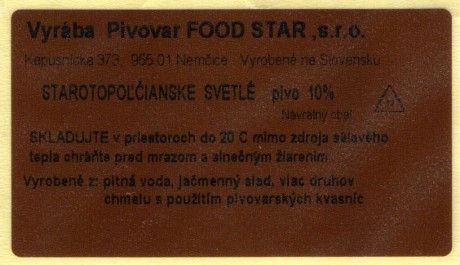 Vyrába Pivovar FOOD STAR ,s.r.o.
Kapusnícka 373, 955 01 Nemčice Vyrobené na Slovensku
STAROTOPOĽČIANSKE SVETLÉ pivo 10%
Návratný obal
SKLADUJTE v priestoroch do 20 C mimo zdroja sálavého
tepla chráňte pred mrazom a slnečným žiarením
Vyrobené z: pitná voda, jačmenný slad, viac druhov
chmelu s použitím pivovarských kvasníc